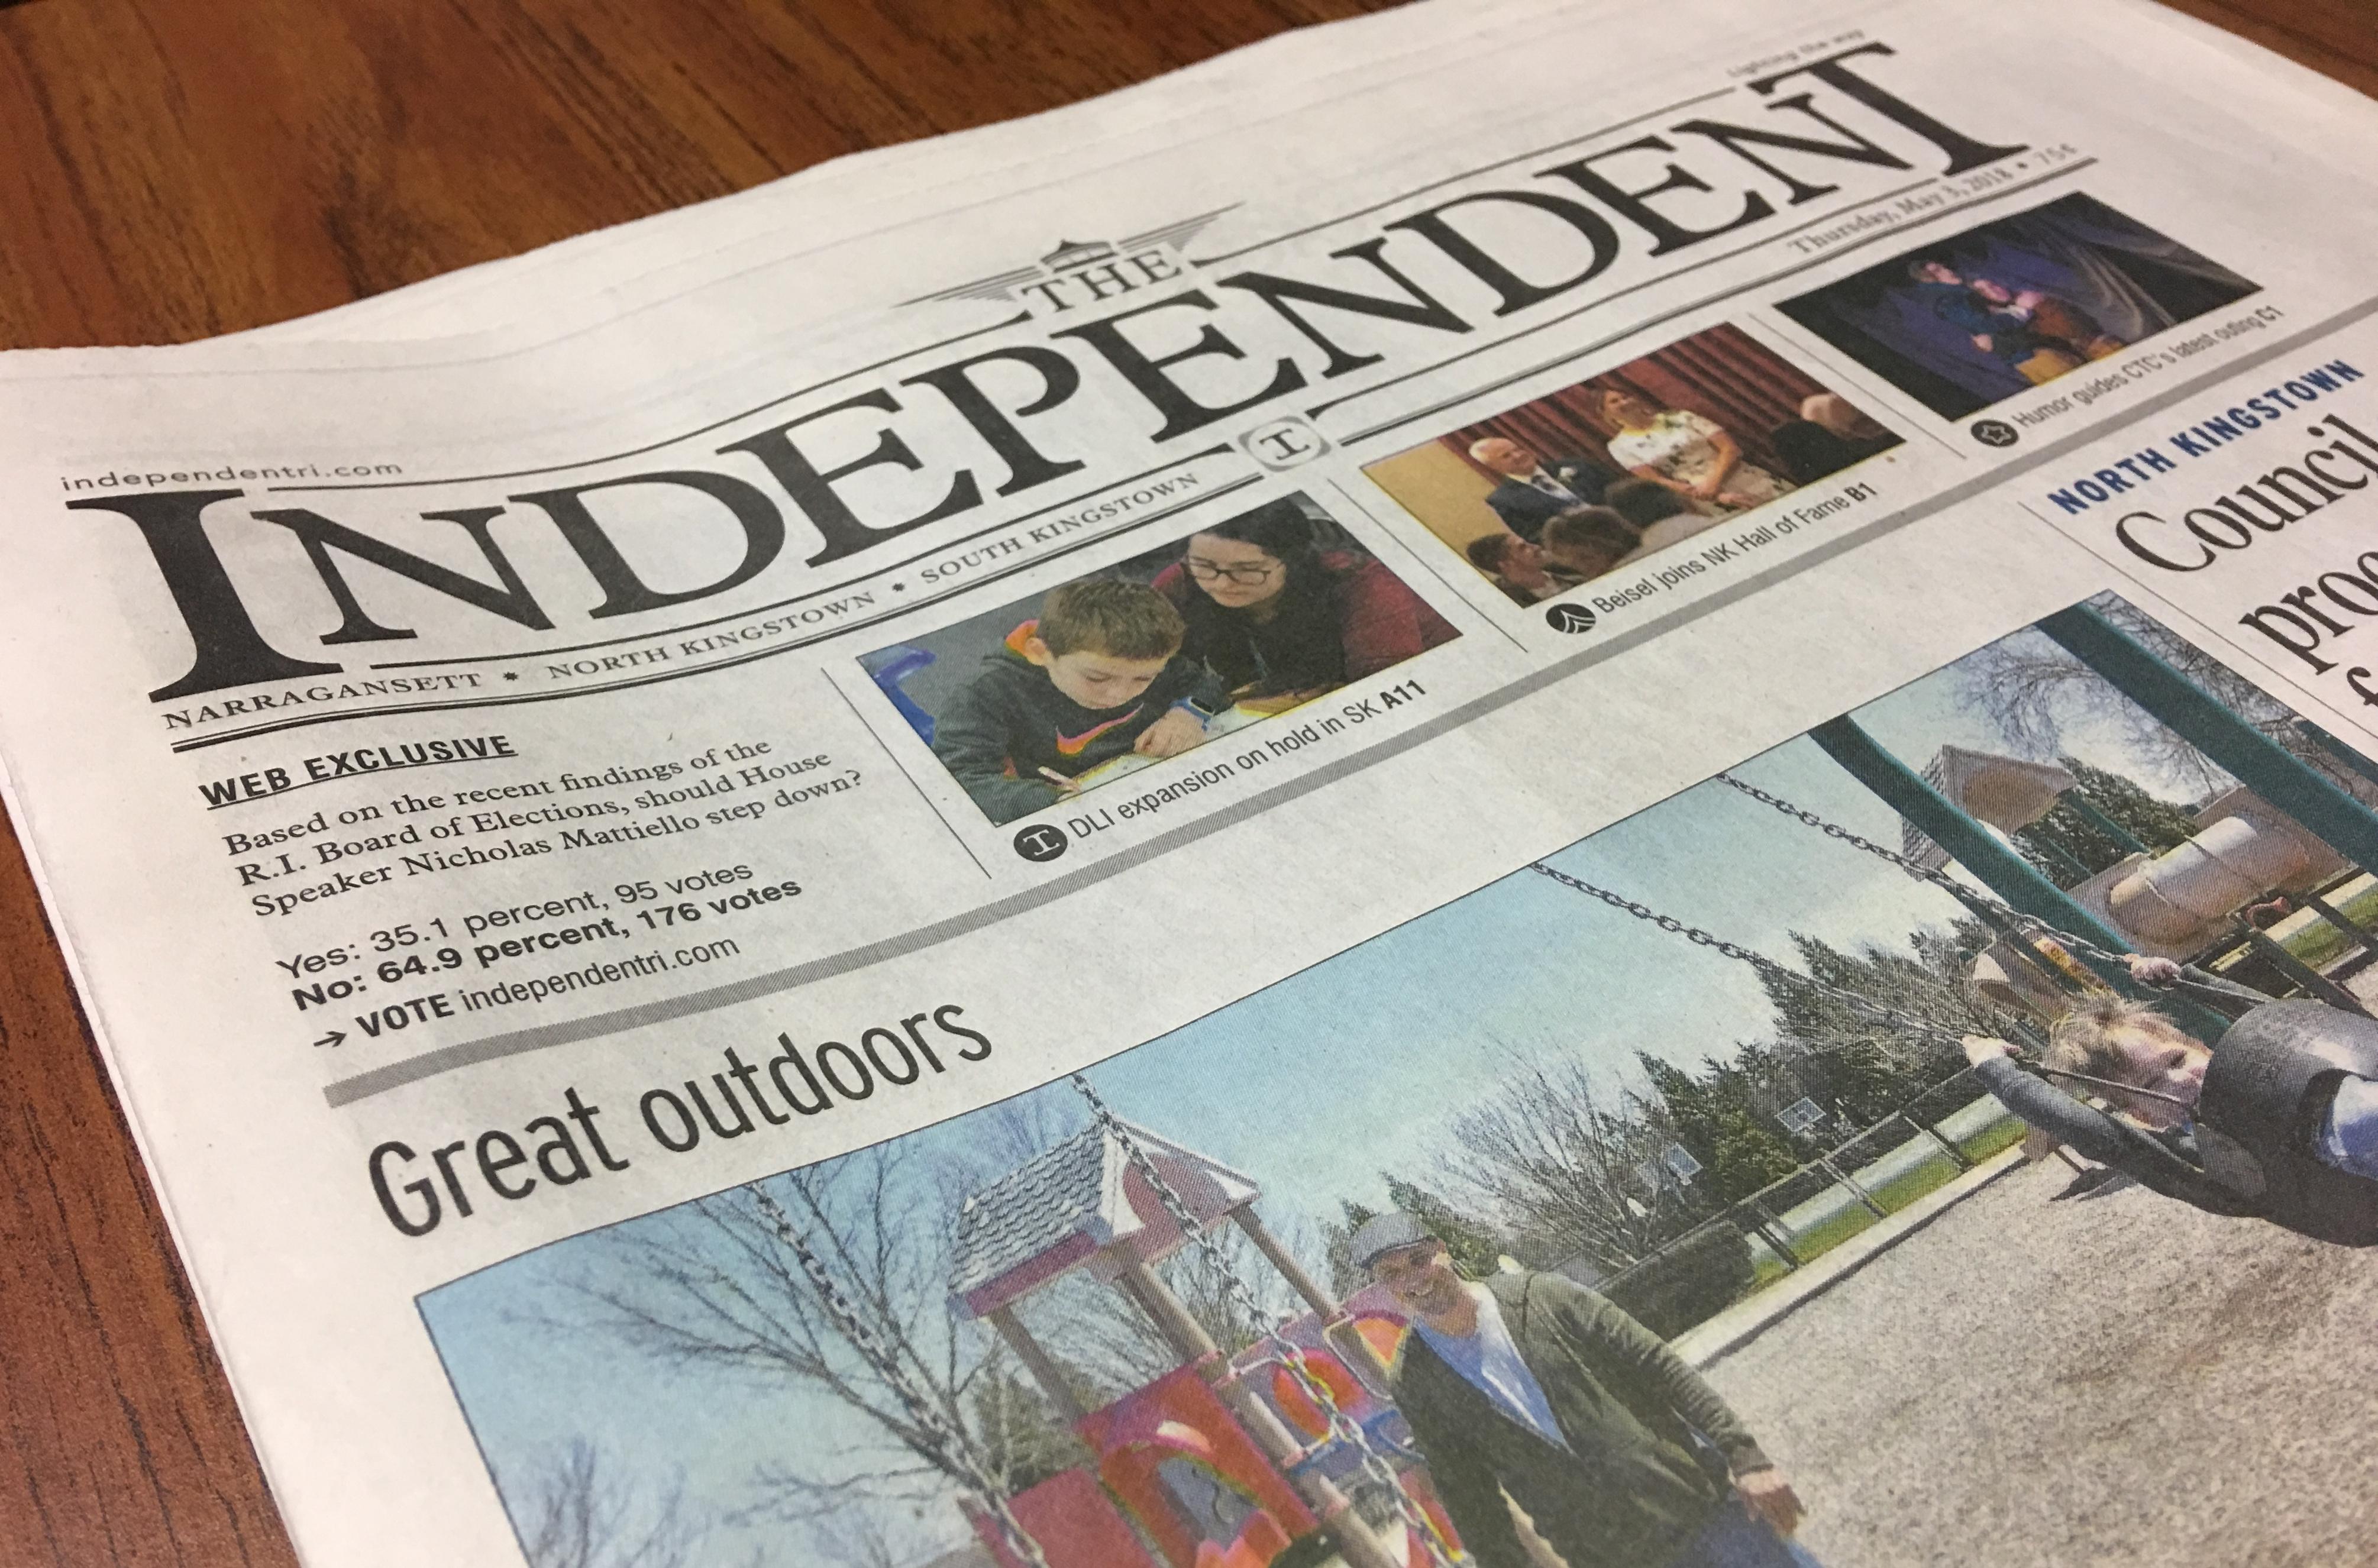 Lighting the way
independentri.com
THE
INDEPENDENT
NARRAGANSETT * NORTH KINGSTOWN * SOUTH KINGSTOWN
I
Thursday, May 3, 2018 • 75¢
WEB EXCLUSIVE
Based on the recent findings of the
R.I. Board of Elections, should House
Speaker Nicholas Mattiello step down?
Yes: 35.1 percent, 95 votes
No: 64.9 percent, 176 votes
→ VOTE independentri.com
I DLI expansion on hold in SK A11
Beisel joins NK Hall of Fame B1
Humor guides CTC's latest outing C1
Great outdoors
NORTH KINGSTOWN
Council